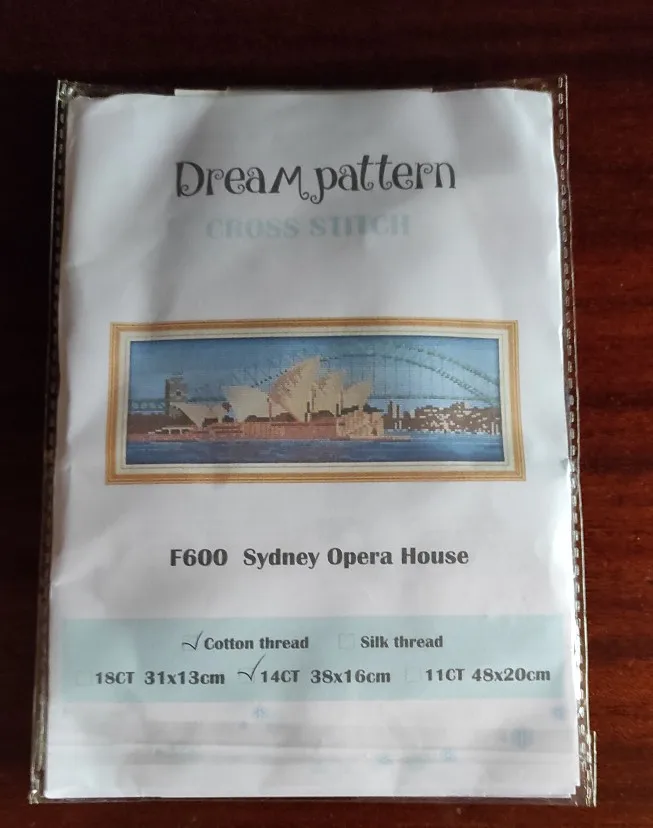 Dream pattern
CROSS STITCH
F600 Sydney Opera House
Cotton thread Silk thread
18CT 31x13cm 14CT 38x16cm 11CT 48x20cm